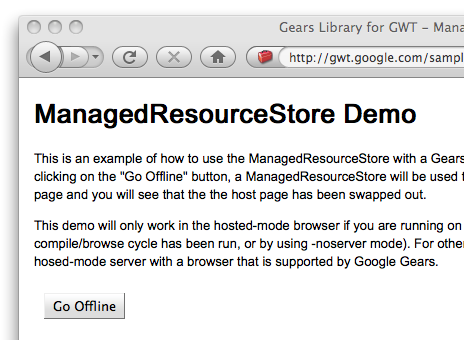 Gears Library for GWT – Mana
http://gwt.google.com/sampl
ManagedResourceStore Demo
This is an example of how to use the ManagedResourceStore with a Gears
clicking on the "Go Offline" button, a ManagedResourceStore will be used t
page and you will see that the the host page has been swapped out.
This demo will only work in the hosted-mode browser if you are running on
compile/browse cycle has been run, or by using -noserver mode). For othe
hosed-mode server with a browser that is supported by Google Gears.
Go Offline